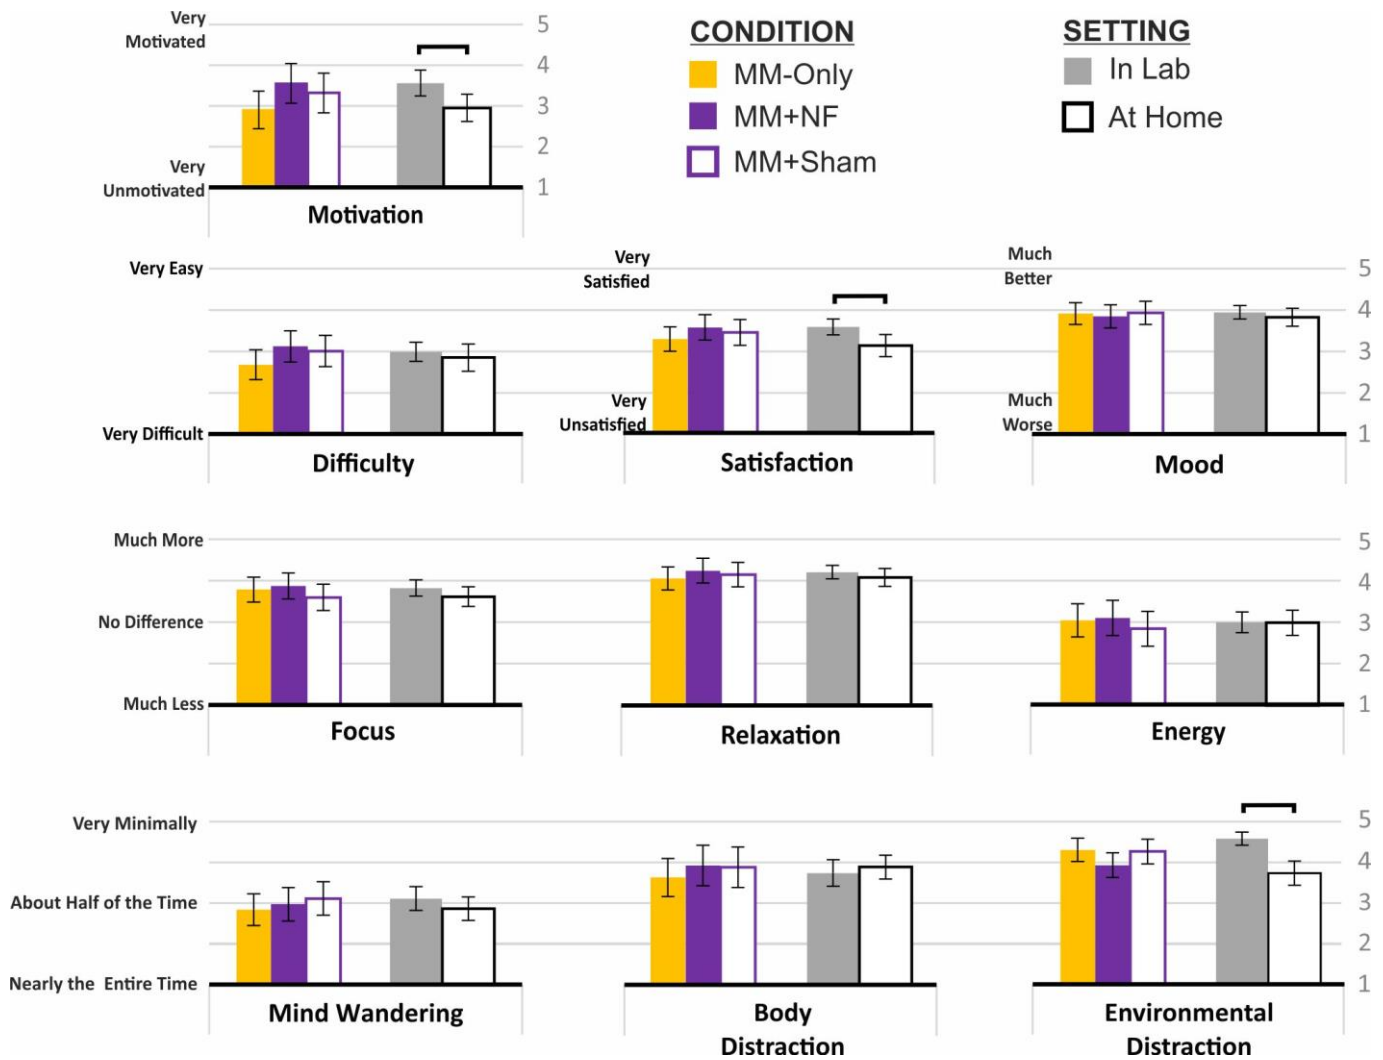 Very
Motivated
5
4
3
2
1
Very
Unmotivated
Motivation
CONDITION
MM-Only
MM+NF
MM+Sham
SETTING
In Lab
At Home
Very Easy
Very Difficult
Difficulty
Very
Satisfied
Very
Unsatisfied
Satisfaction
Much
Better
Much
Worse
Mood
5
4
3
2
1
Much More
No Difference
Much Less
Focus
Relaxation
Energy
5
4
3
2
1
Very Minimally
About Half of the Time
Nearly the Entire Time
Mind Wandering
Body
Distraction
Environmental
Distraction
5
4
3
2
1